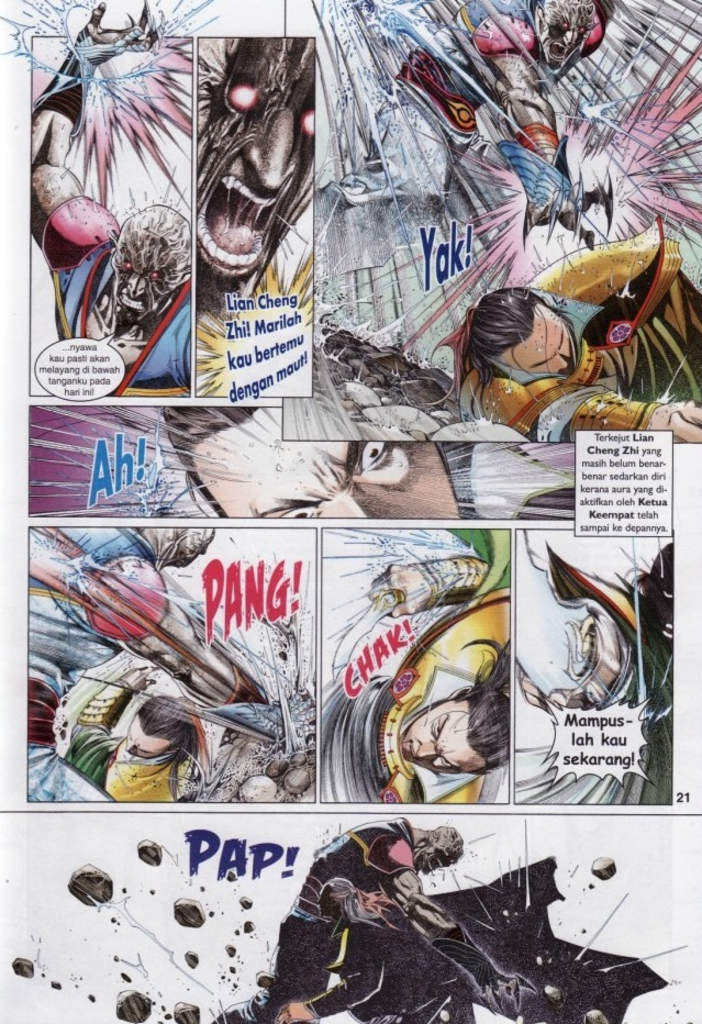 ...nyawa
kau pasti akan
melayang di bawah
tanganku pada
hari ini!
Lian Cheng
Zhi! Marilah
kau bertemu
dengan maut!
Yak!
Ah!
Terkejut Lian
Cheng Zhi yang
masih belum benar-
benar sedarkan diri
kerana aura yang di-
aktifkan oleh Ketua
Keempat telah
sampai ke depannya.
PANG!
CHAK!
Mampus-
lah kau
sekarang!
21
PAP!